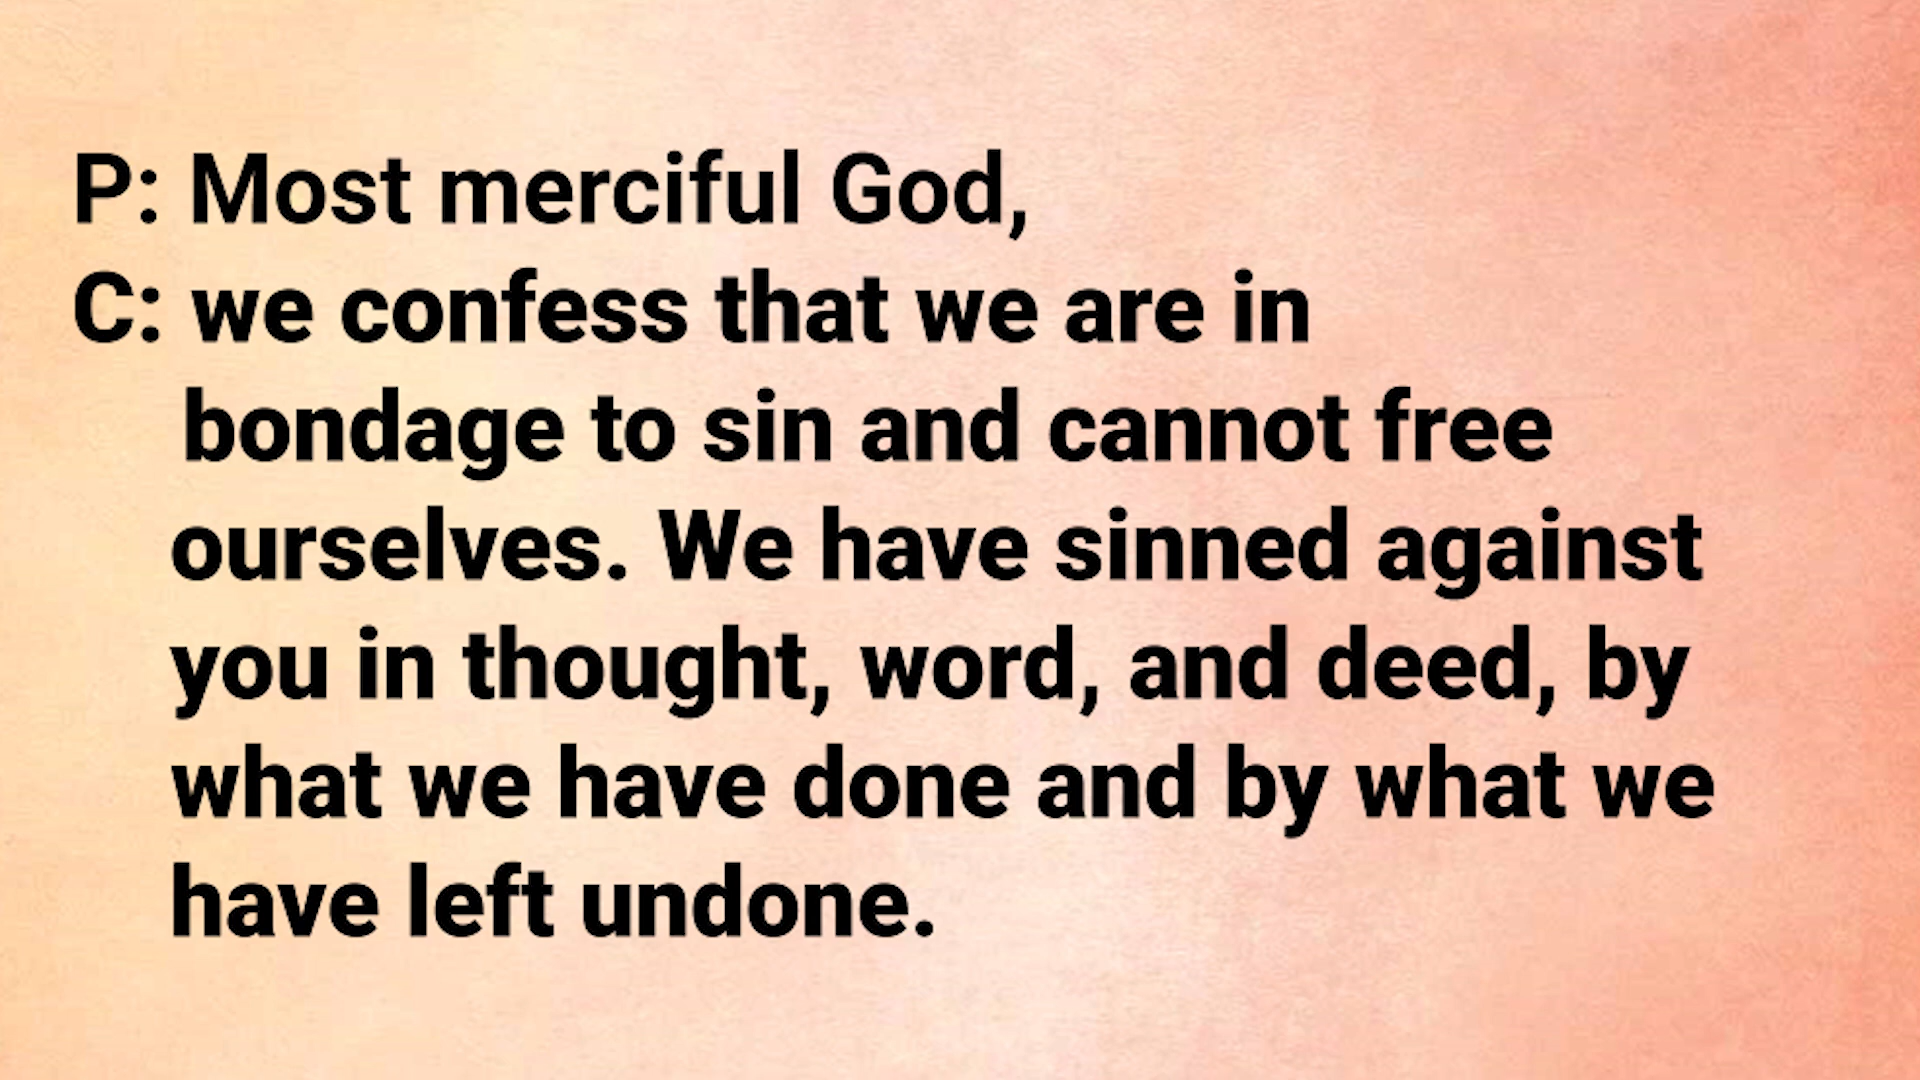 P: Most merciful God,
C: we confess that we are in
bondage to sin and cannot free
ourselves. We have sinned against
you in thought, word, and deed, by
what we have done and by what we
have left undone.